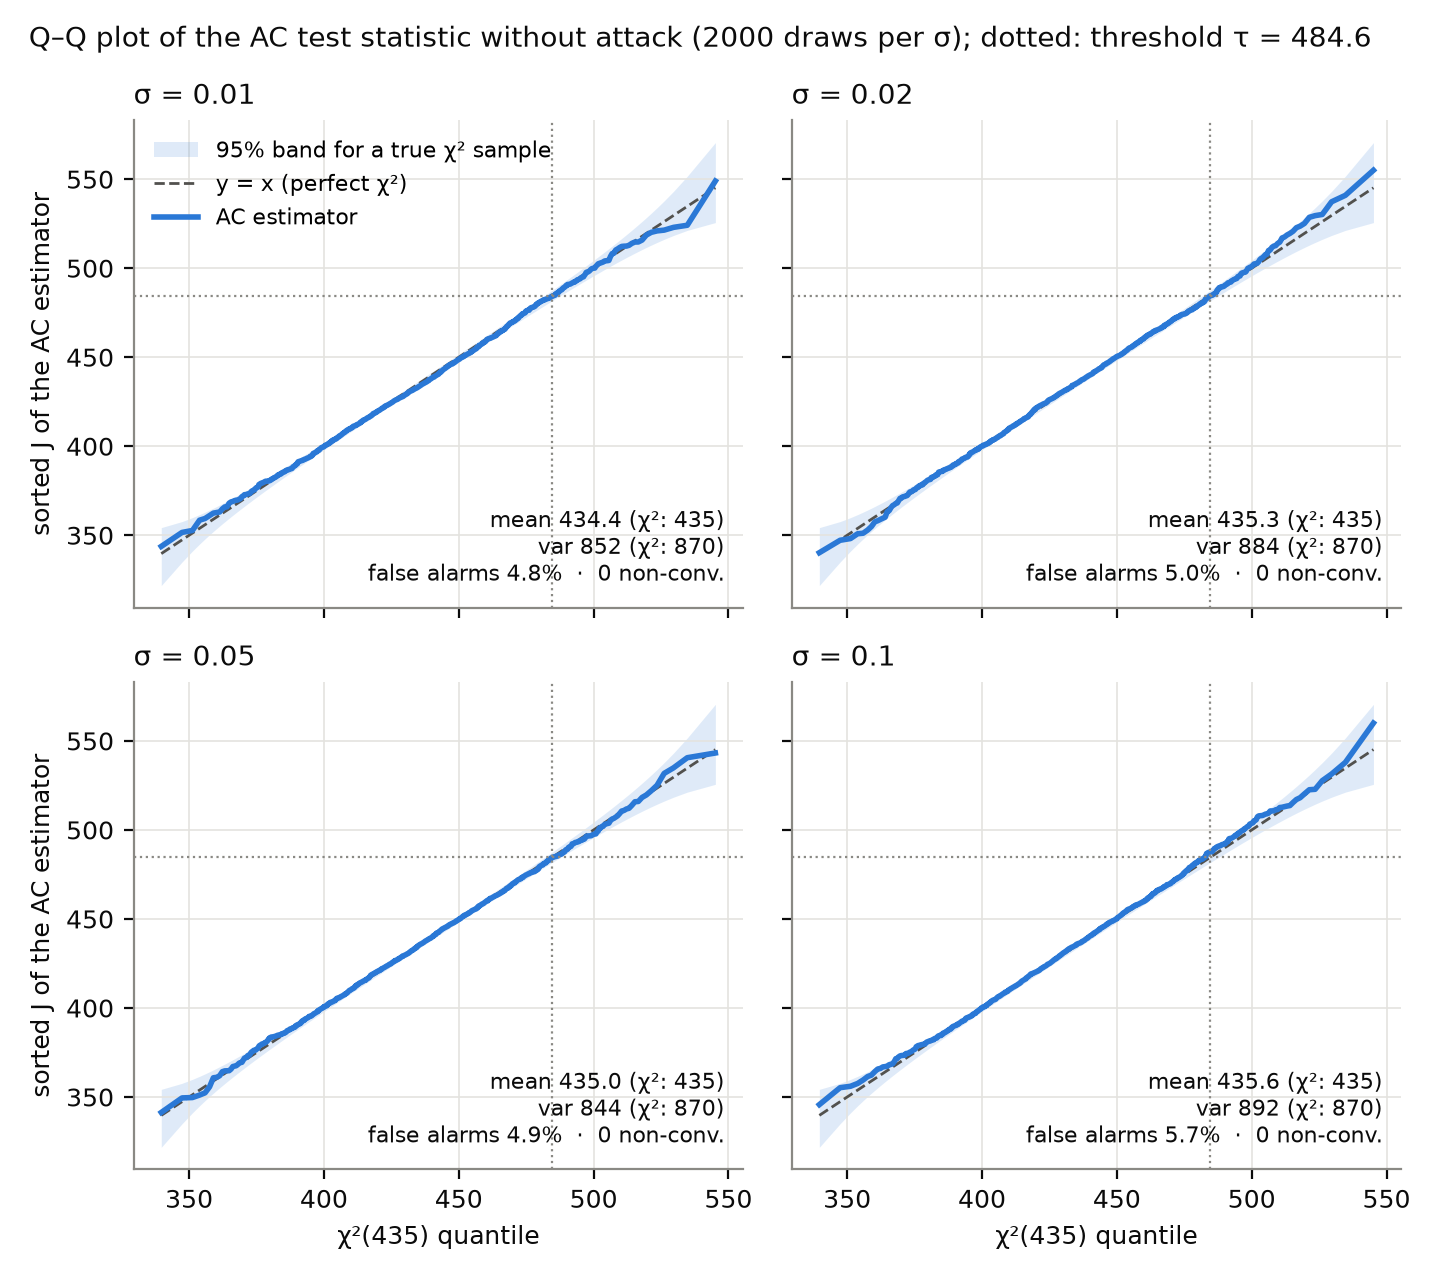 Q–Q plot of the AC test statistic without attack (2000 draws per σ); dotted: threshold τ = 484.6
σ = 0.01
95% band for a true χ² sample
y = x (perfect χ²)
AC estimator
sorted J of the AC estimator
550
500
450
400
350
mean 434.4 (χ²: 435)
var 852 (χ²: 870)
false alarms 4.8% · 0 non-conv.
σ = 0.02
mean 435.3 (χ²: 435)
var 884 (χ²: 870)
false alarms 5.0% · 0 non-conv.
σ = 0.05
sorted J of the AC estimator
550
500
450
400
350
mean 435.0 (χ²: 435)
var 844 (χ²: 870)
false alarms 4.9% · 0 non-conv.
350 400 450 500 550
χ²(435) quantile
σ = 0.1
mean 435.6 (χ²: 435)
var 892 (χ²: 870)
false alarms 5.7% · 0 non-conv.
350 400 450 500 550
χ²(435) quantile